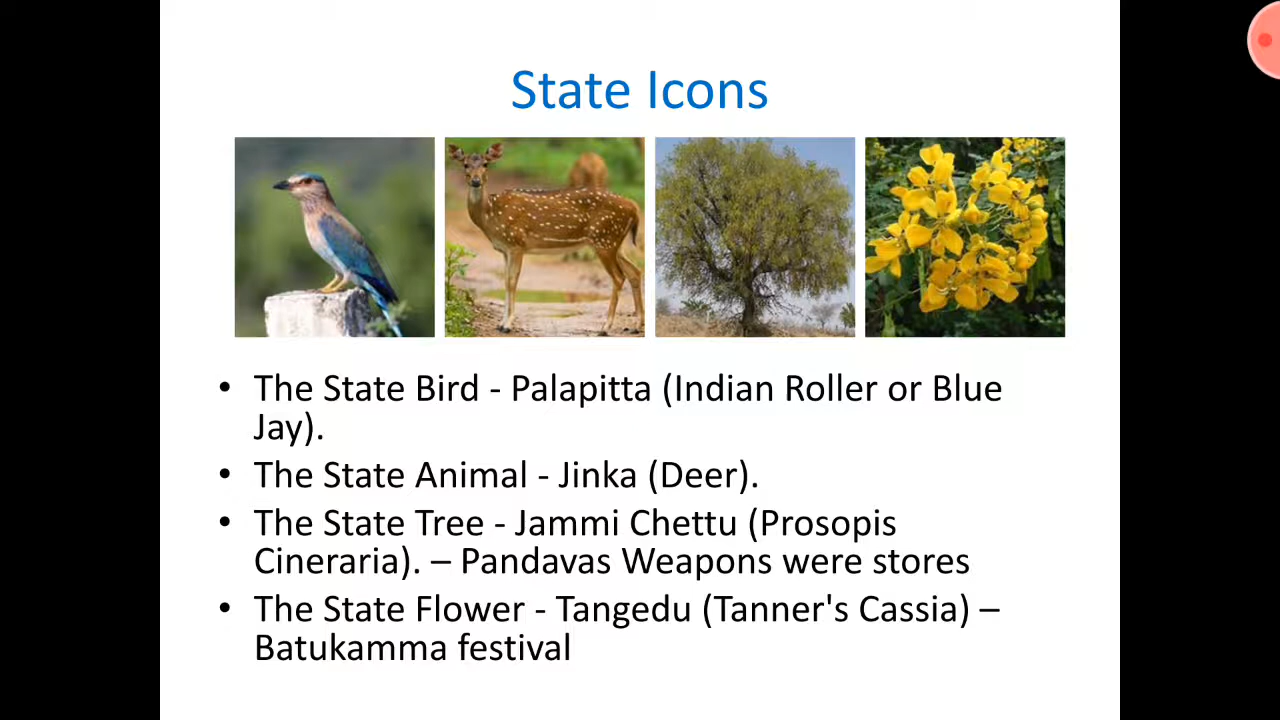 State Icons
• The State Bird - Palapitta (Indian Roller or Blue
Jay).
• The State Animal - Jinka (Deer).
• The State Tree - Jammi Chettu (Prosopis
Cineraria). – Pandavas Weapons were stores
• The State Flower - Tangedu (Tanner's Cassia) –
Batukamma festival